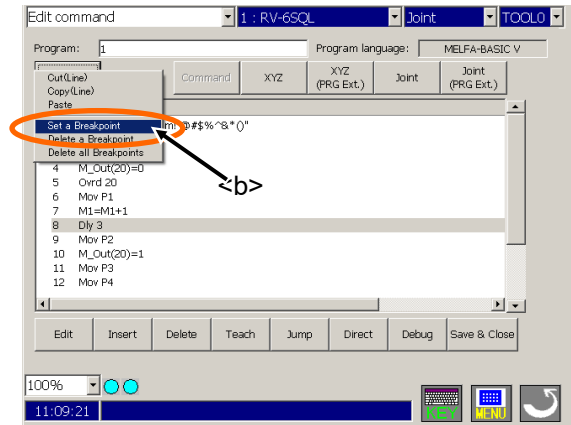 Edit command 1 : RV-6SQL Joint TOOL0
Program: 1 Program language: MELFA-BASIC V
Command XYZ XYZ (PRG Ext.) Joint Joint (PRG Ext.)
Cut(Line)
Copy(Line)
Paste
Set a Breakpoint
Delete a Breakpoint
Delete all Breakpoints
@#$%^&*()"
<b>
4 M_Out(20)=0
5 Ovrd 20
6 Mov P1
7 M1=M1+1
8 Dly 3
9 Mov P2
10 M_Out(20)=1
11 Mov P3
12 Mov P4
Edit Insert Delete Teach Jump Direct Debug Save & Close
100%
11:09:21 KEY MENU